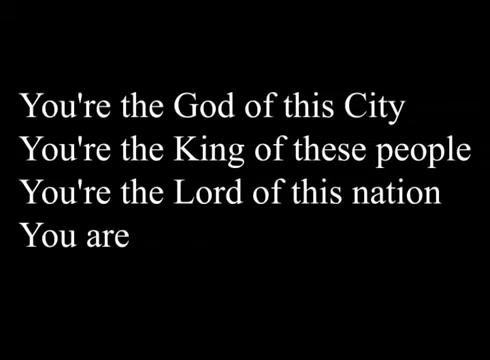 You're the God of this City
You're the King of these people
You're the Lord of this nation
You are